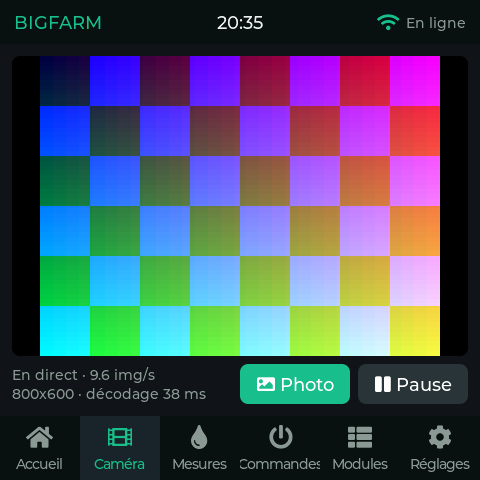 BIGFARM 20:35 En ligne
En direct · 9.6 img/s
800x600 · décodage 38 ms
Photo Pause
Accueil Caméra Mesures Commandes Modules Réglages